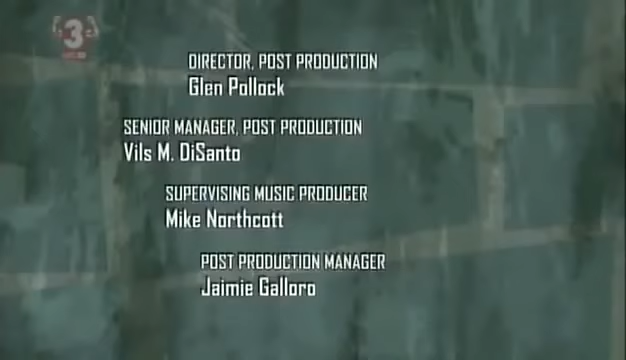 3
DIRECTOR, POST PRODUCTION
Glen Pollock
SENIOR MANAGER, POST PRODUCTION
Vils M. DiSanto
SUPERVISING MUSIC PRODUCER
Mike Northcott
POST PRODUCTION MANAGER
Jaimie Galloro